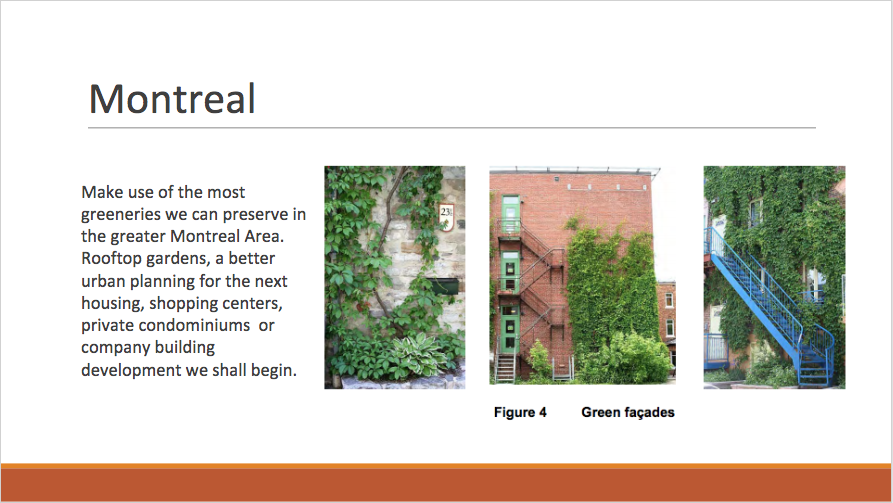 Montreal
Make use of the most
greeneries we can preserve in
the greater Montreal Area.
Rooftop gardens, a better
urban planning for the next
housing, shopping centers,
private condominiums  or
company building
development we shall begin.
23
Figure 4 Green façades